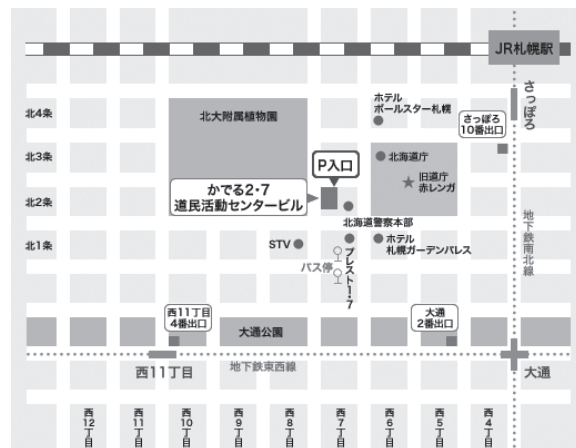 JR札幌駅
さっぽろ
北4条
北大附属植物園
ホテル
ポールスター札幌
さっぽろ
10番出口
北3条
P入口
北海道庁
旧道庁
赤レンガ
かでる2・7
道民活動センタービル
北2条
北海道警察本部
地下鉄南北線
北1条
STV
バス停
プレスト1・7
ホテル
札幌ガーデンパレス
西11丁目
4番出口
大通公園
大通
2番出口
西11丁目
地下鉄東西線
大通
西12丁目
西11丁目
西10丁目
西9丁目
西8丁目
西7丁目
西6丁目
西5丁目
西4丁目